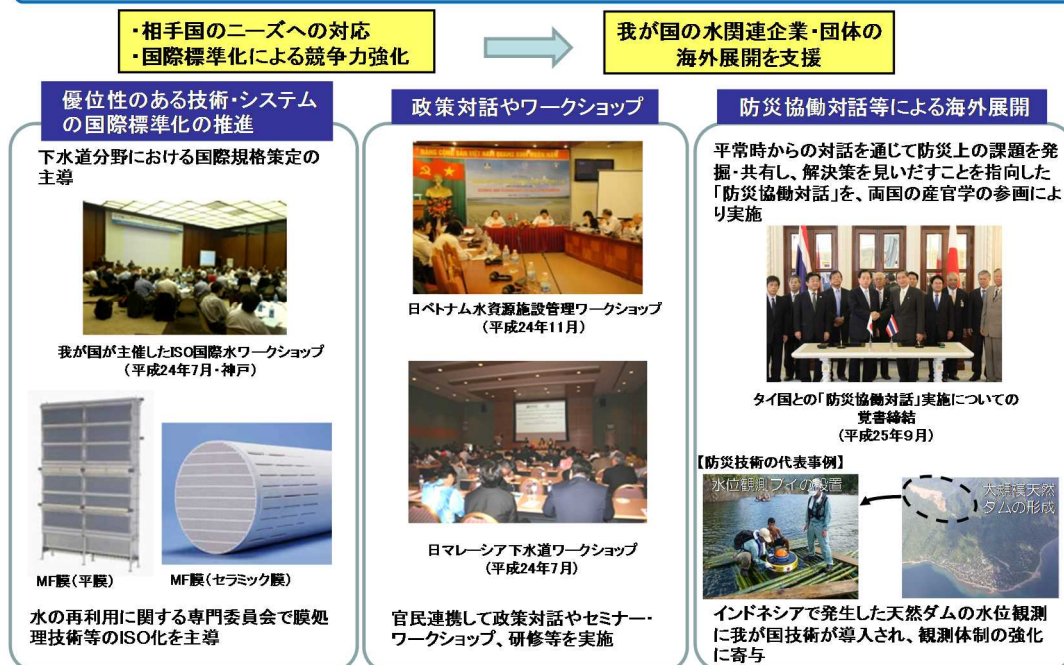 ・相手国のニーズへの対応
・国際標準化による競争力強化
我が国の水関連企業・団体の
海外展開を支援
優位性のある技術・システム
の国際標準化の推進
下水道分野における国際規格策定の
主導
我が国が主催したISO国際水ワークショップ
(平成24年7月・神戸)
MF膜(平膜)
MF膜(セラミック膜)
水の再利用に関する専門委員会で膜処
理技術等のISO化を主導
政策対話やワークショップ
日ベトナム水資源施設管理ワークショップ
(平成24年11月)
日マレーシア下水道ワークショップ
(平成24年7月)
官民連携して政策対話やセミナー・
ワークショップ、研修等を実施
防災協働対話等による海外展開
平常時からの対話を通じて防災上の課題を発
掘・共有し、解決策を見いだすことを指向した
「防災協働対話」を、両国の産官学の参画によ
り実施
タイ国との「防災協働対話」実施についての
覚書締結
(平成25年9月)
【防災技術の代表事例】
水位観測ブイの設置
大規模天然
ダムの形成
インドネシアで発生した天然ダムの水位観測
に我が国技術が導入され、観測体制の強化
に寄与